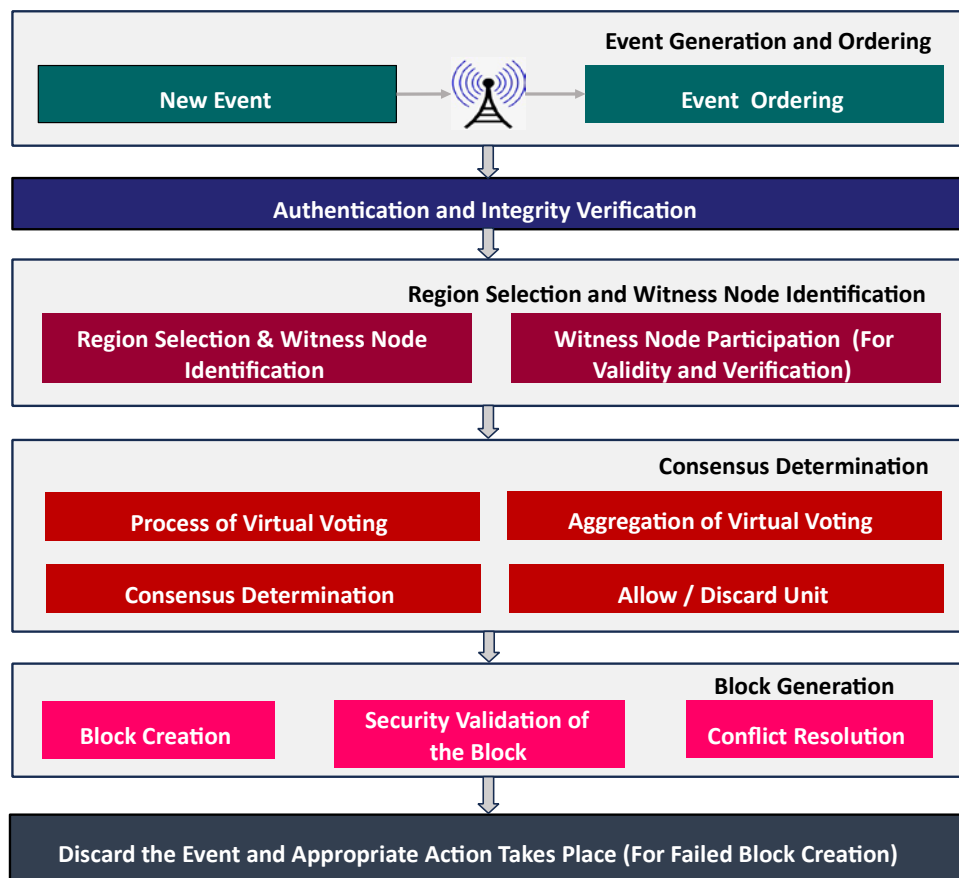 Event Generation and Ordering
New Event
Event Ordering
Authentication and Integrity Verification
Region Selection and Witness Node Identification
Region Selection & Witness Node
Identification
Witness Node Participation (For
Validity and Verification)
Consensus Determination
Process of Virtual Voting
Aggregation of Virtual Voting
Consensus Determination
Allow / Discard Unit
Block Generation
Block Creation
Security Validation of
the Block
Conflict Resolution
Discard the Event and Appropriate Action Takes Place (For Failed Block Creation)